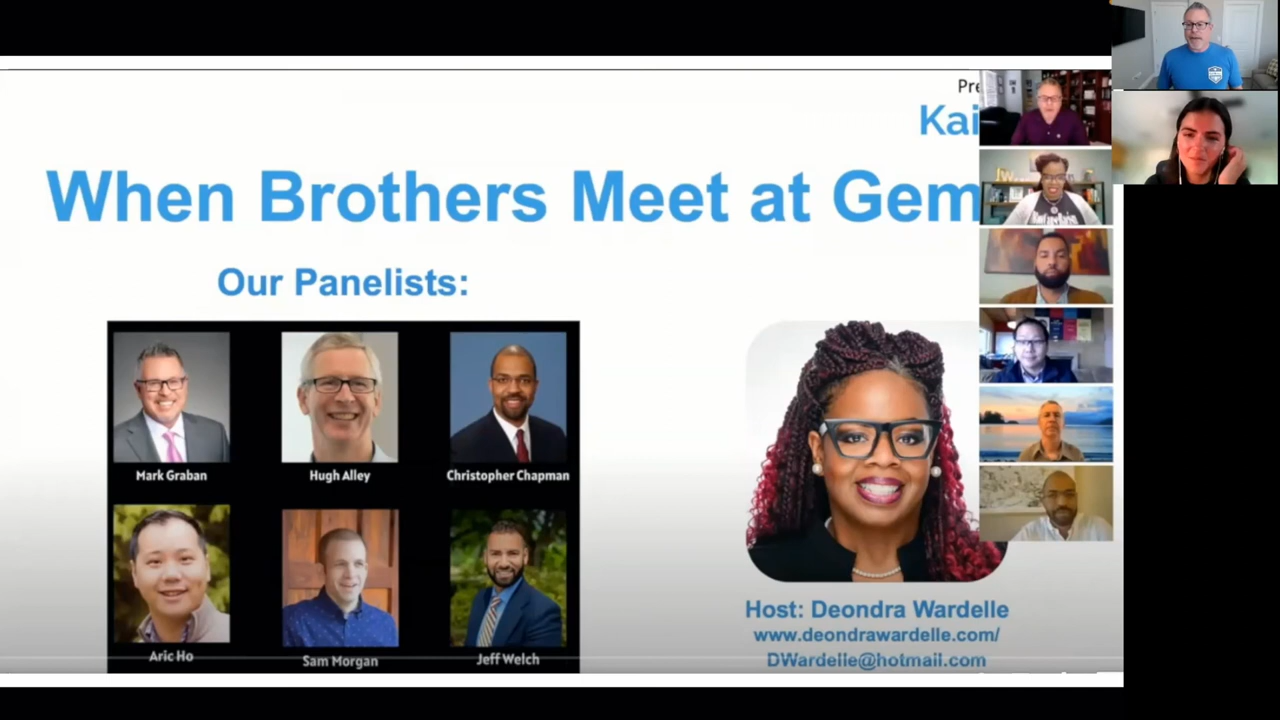 Pre
Kai
When Brothers Meet at Gem
Our Panelists:
Mark Graban
Hugh Alley
Christopher Chapman
Aric Ho
Sam Morgan
Jeff Welch
Host: Deondra Wardelle
www.deondrawardelle.com/
DWardelle@hotmail.com